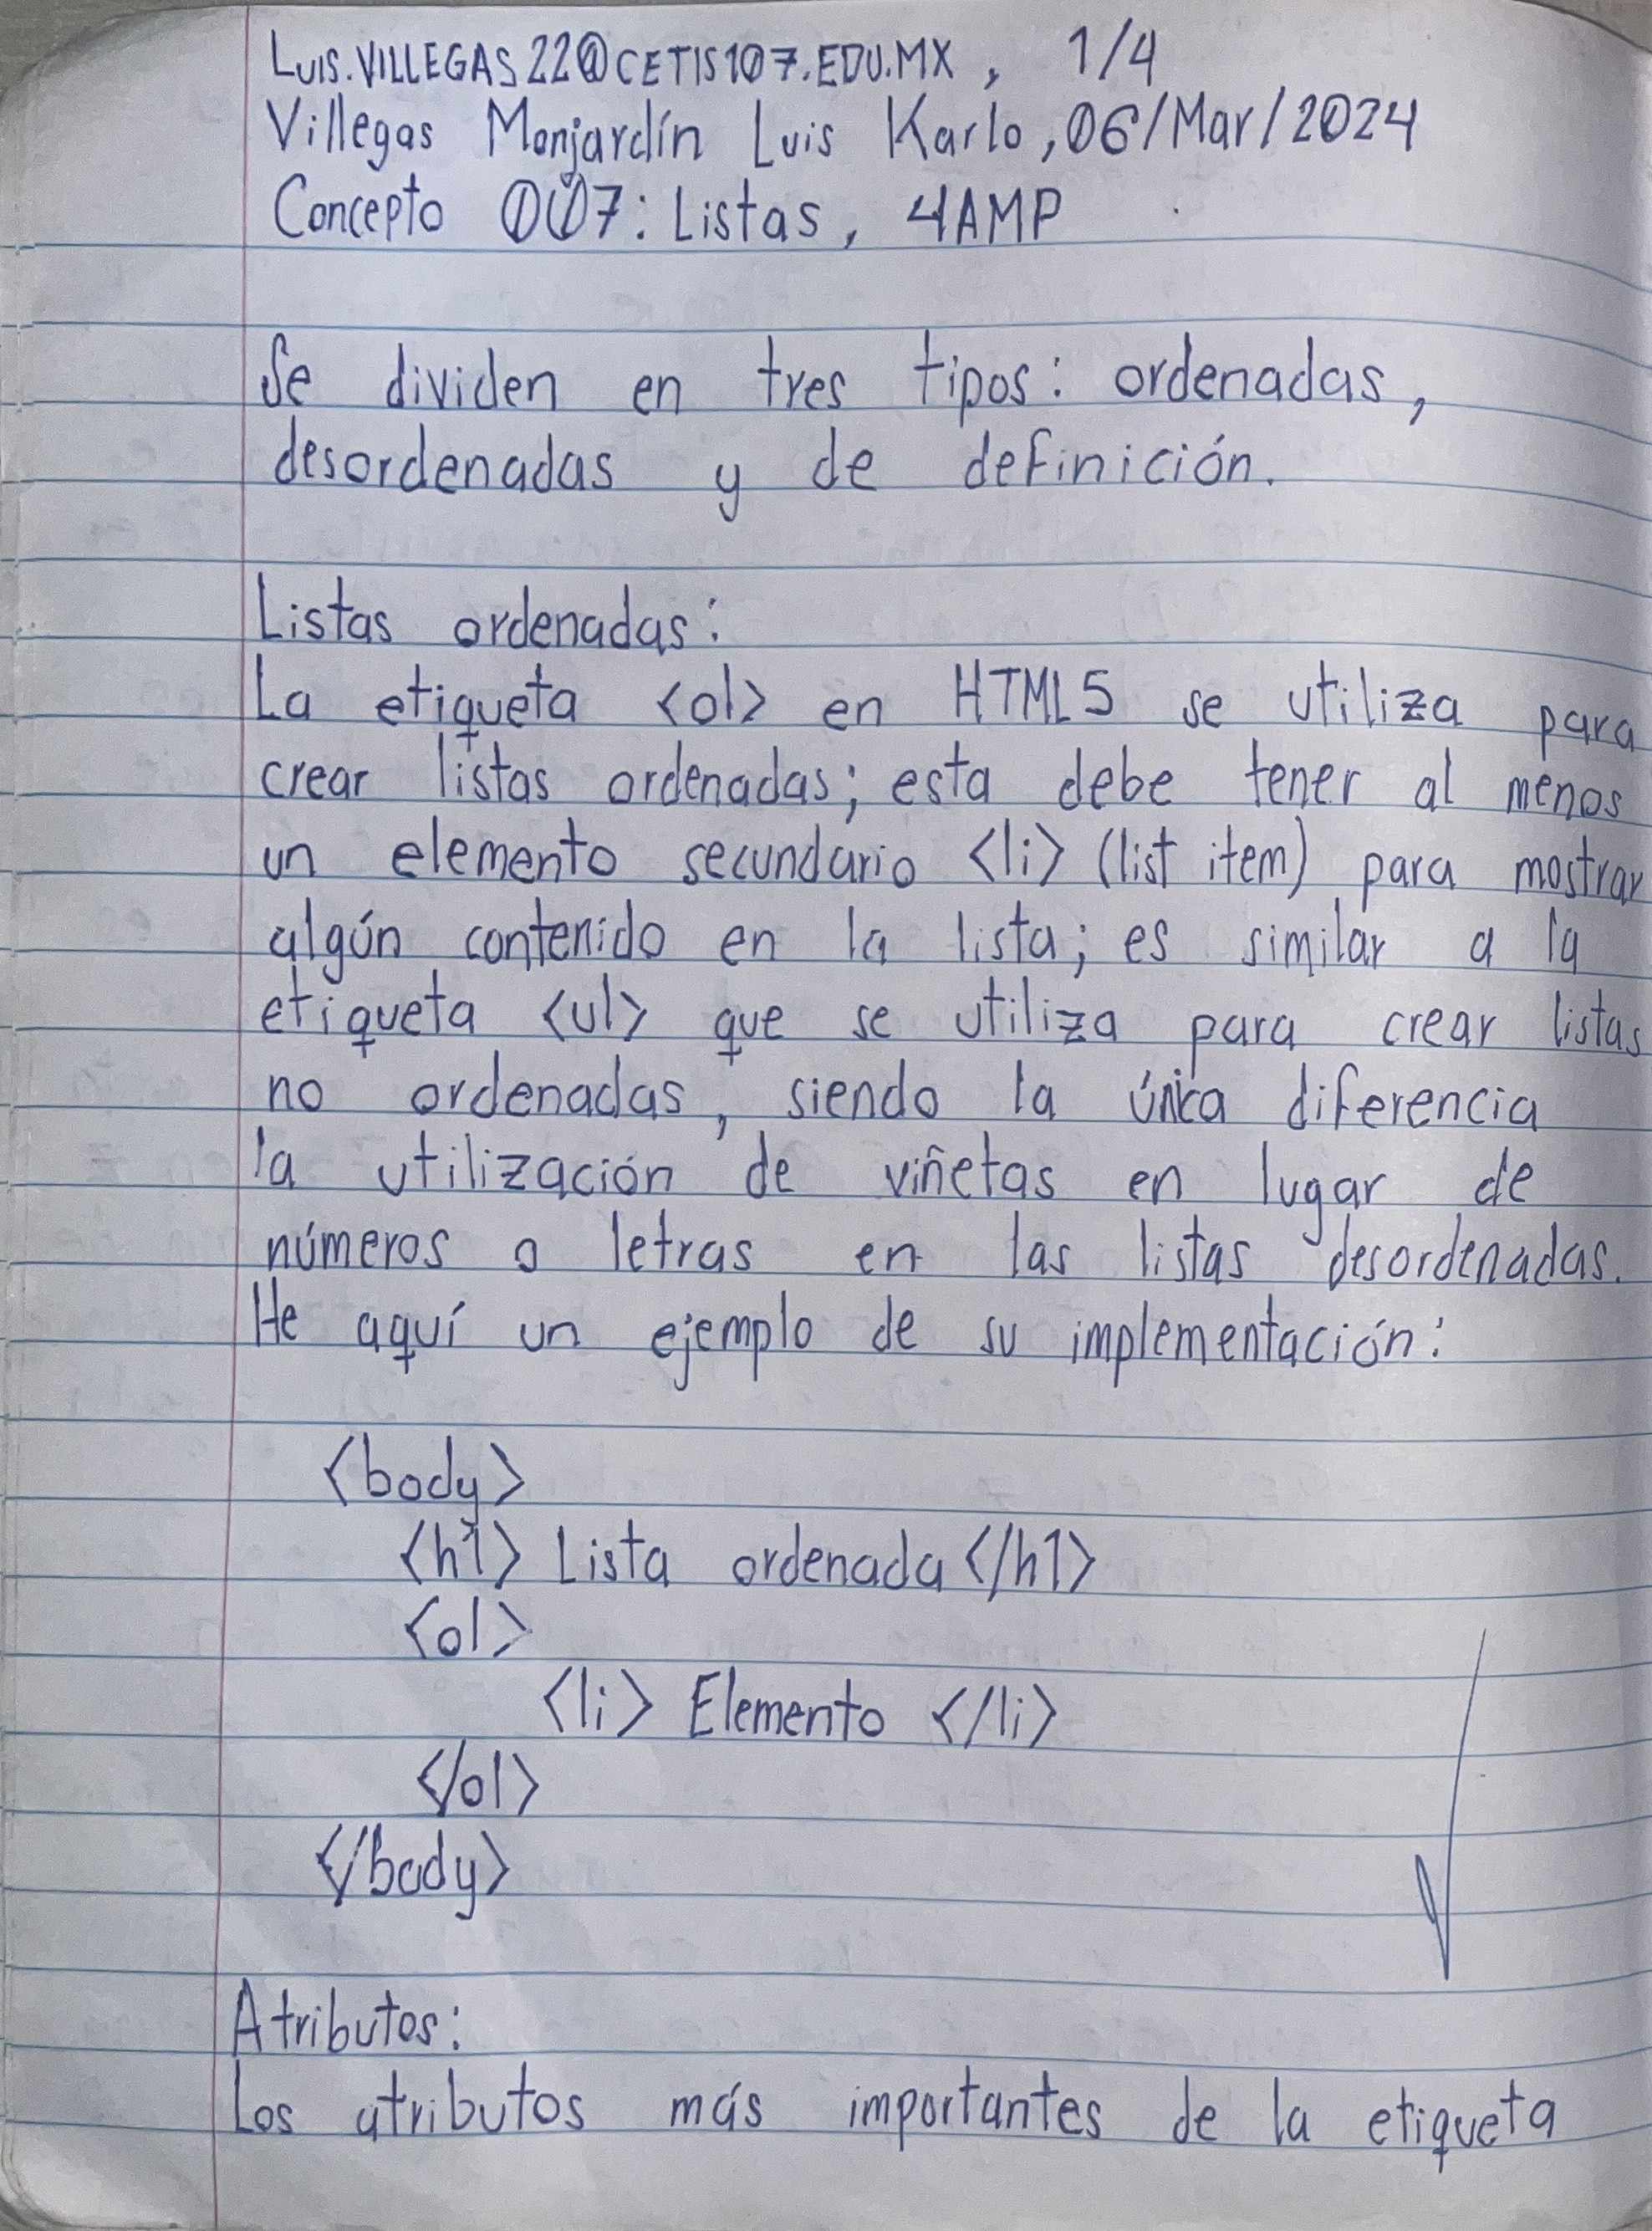 LUIS.VILLEGAS22@CETIS107.EDU.MX, 1/4
Villegas Monjardín Luis Karlo, 06/Mar/2024
Concepto 007: Listas, 4AMP
Se dividen en tres tipos: ordenadas,
desordenadas y de definición.
Listas ordenadas:
La etiqueta <ol> en HTML5 se utiliza para
crear listas ordenadas; esta debe tener al menos
un elemento secundario <li> (list item) para mostrar
algún contenido en la lista; es similar a la
etiqueta <ul> que se utiliza para crear listas
no ordenadas, siendo la única diferencia
la utilización de viñetas en lugar de
números o letras en las listas desordenadas.
He aquí un ejemplo de su implementación:
<body>
<h1> Lista ordenada </h1>
<ol>
<li> Elemento </li>
</ol>
</body>
Atributos:
Los atributos más importantes de la etiqueta